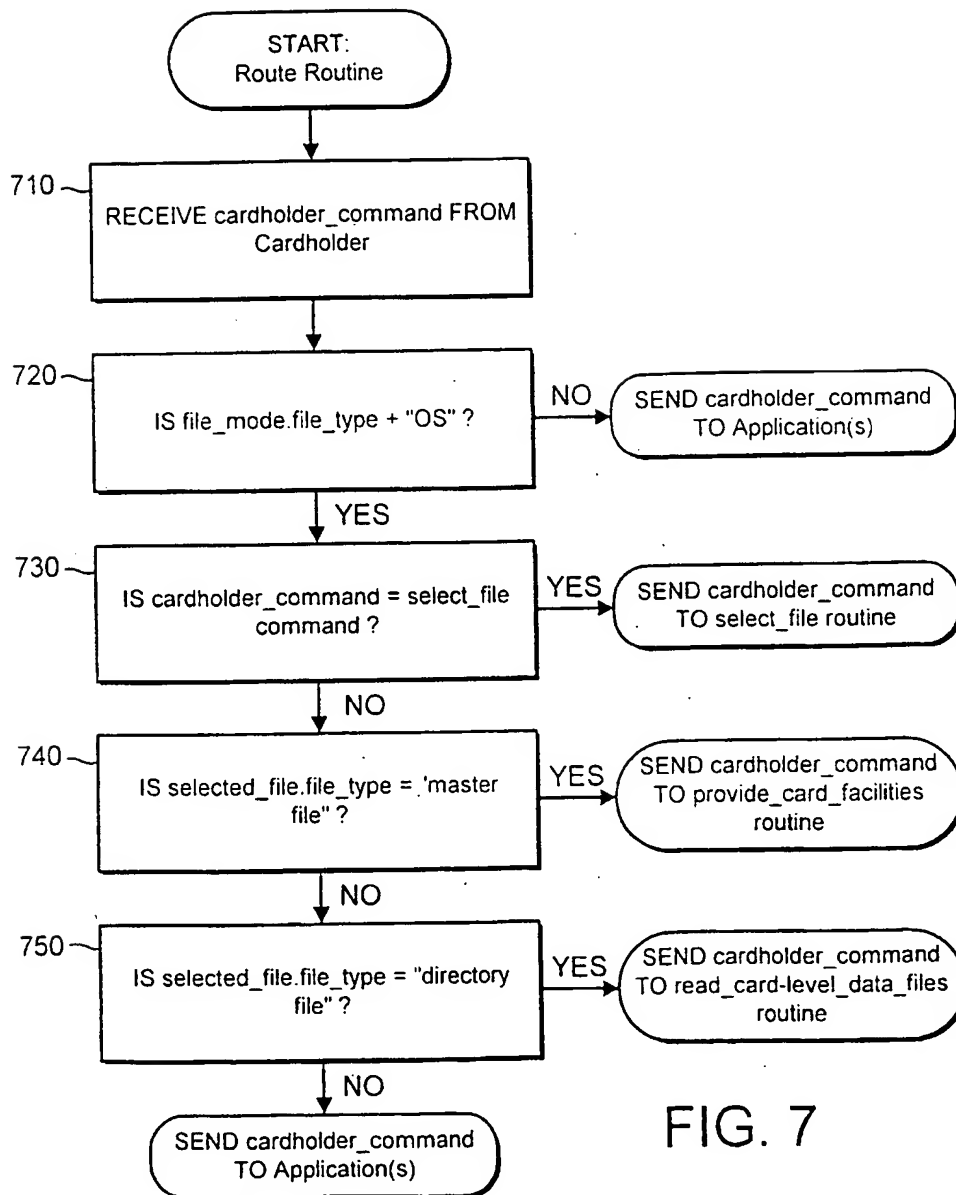 START:
Route Routine
710
RECEIVE cardholder_command FROM
Cardholder
720
IS file_mode.file_type + "OS" ?
NO
SEND cardholder_command
TO Application(s)
YES
730
IS cardholder_command = select_file
command ?
YES
SEND cardholder_command
TO select_file routine
NO
740
IS selected_file.file_type = 'master
file" ?
YES
SEND cardholder_command
TO provide_card_facilities
routine
NO
750
IS selected_file.file_type = "directory
file" ?
YES
SEND cardholder_command
TO read_card-level_data_files
routine
NO
SEND cardholder_command
TO Application(s)
FIG. 7